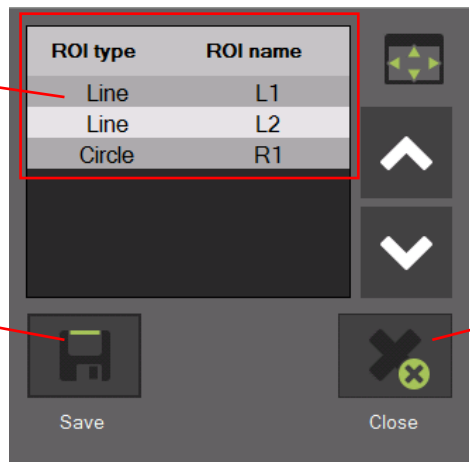 ROI type ROI name
Line L1
Line L2
Circle R1
Save Close